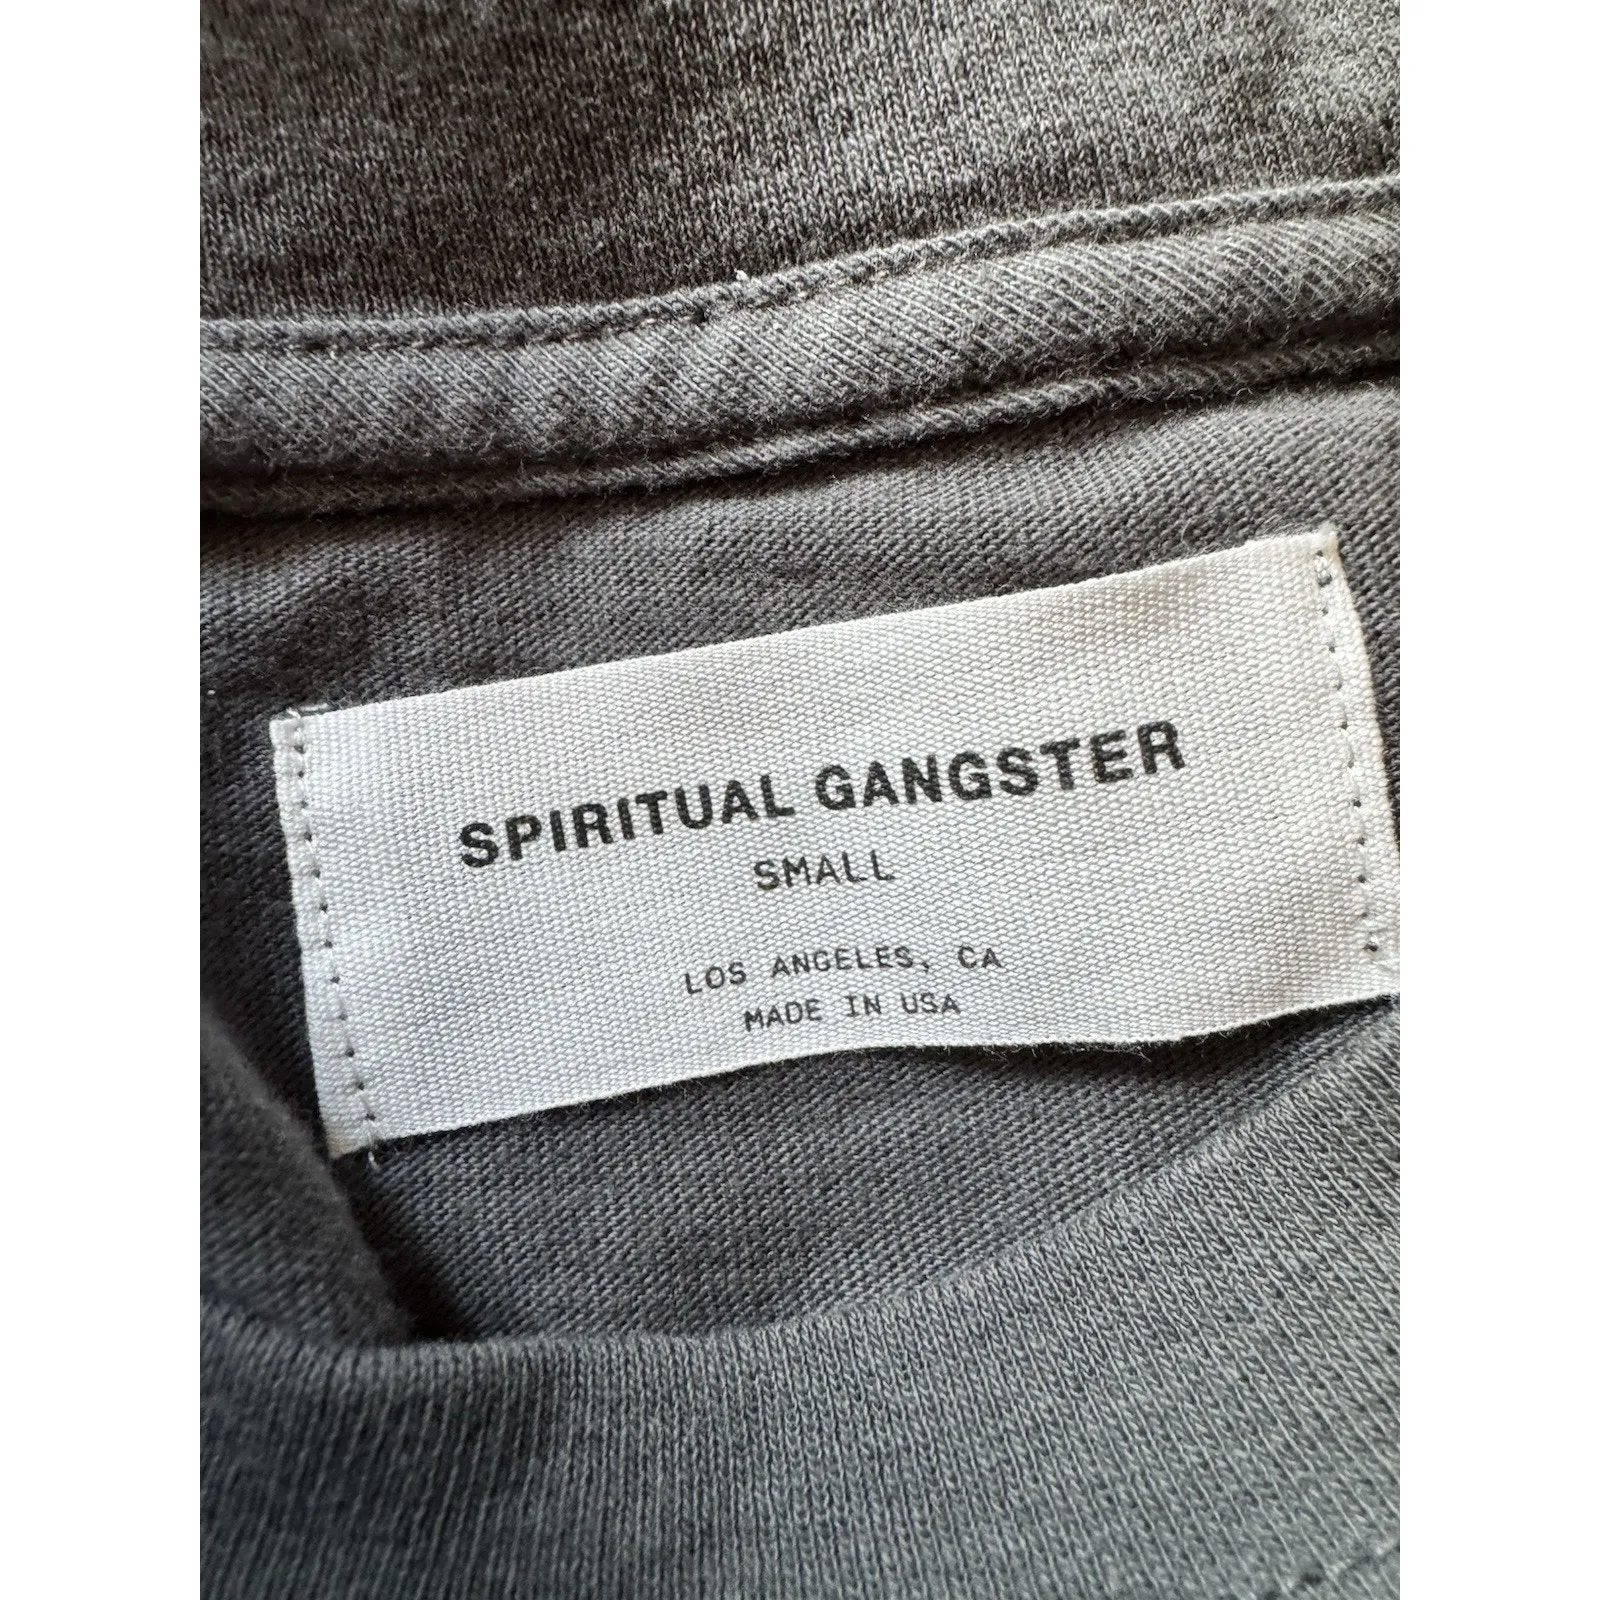 SPIRITUAL GANGSTER
SMALL
LOS ANGELES, CA
MADE IN USA